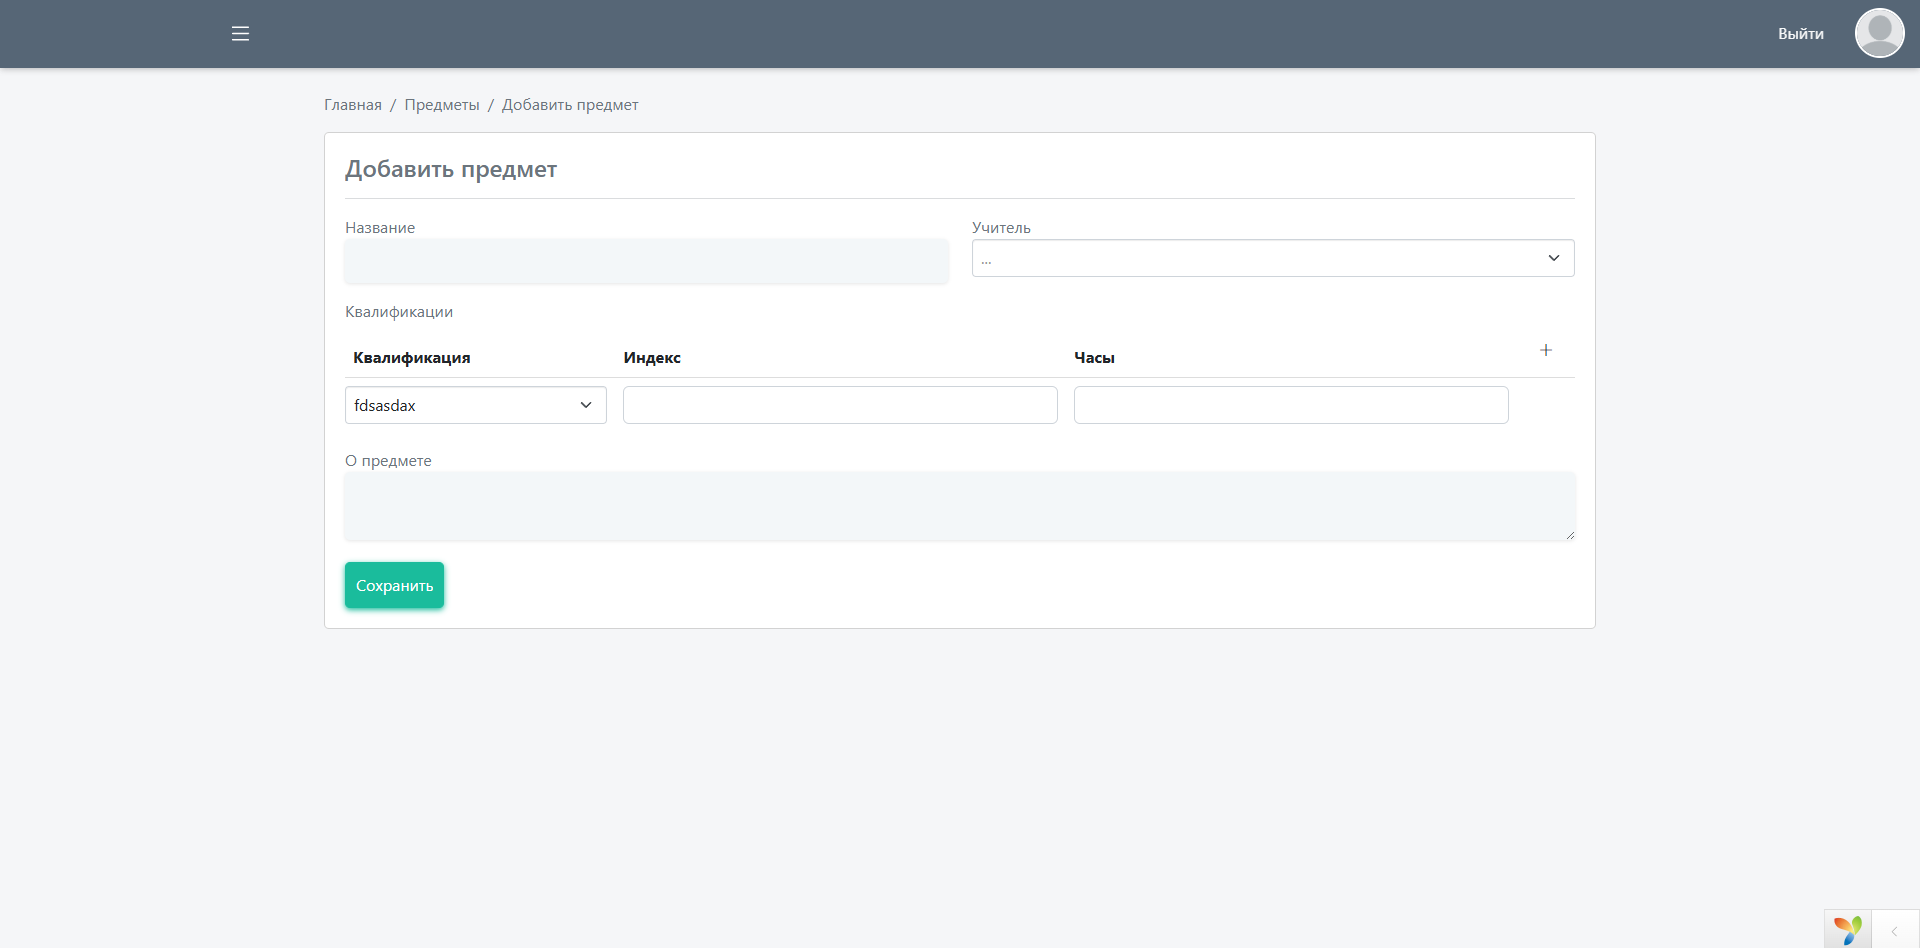 Выйти
Главная / Предметы / Добавить предмет
Добавить предмет
Название
Учитель
...
Квалификации
Квалификация Индекс Часы +
fdsasdax
О предмете
Сохранить